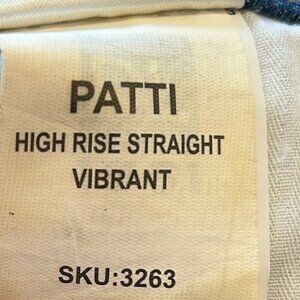 PATTI
HIGH RISE STRAIGHT
VIBRANT
SKU:3263